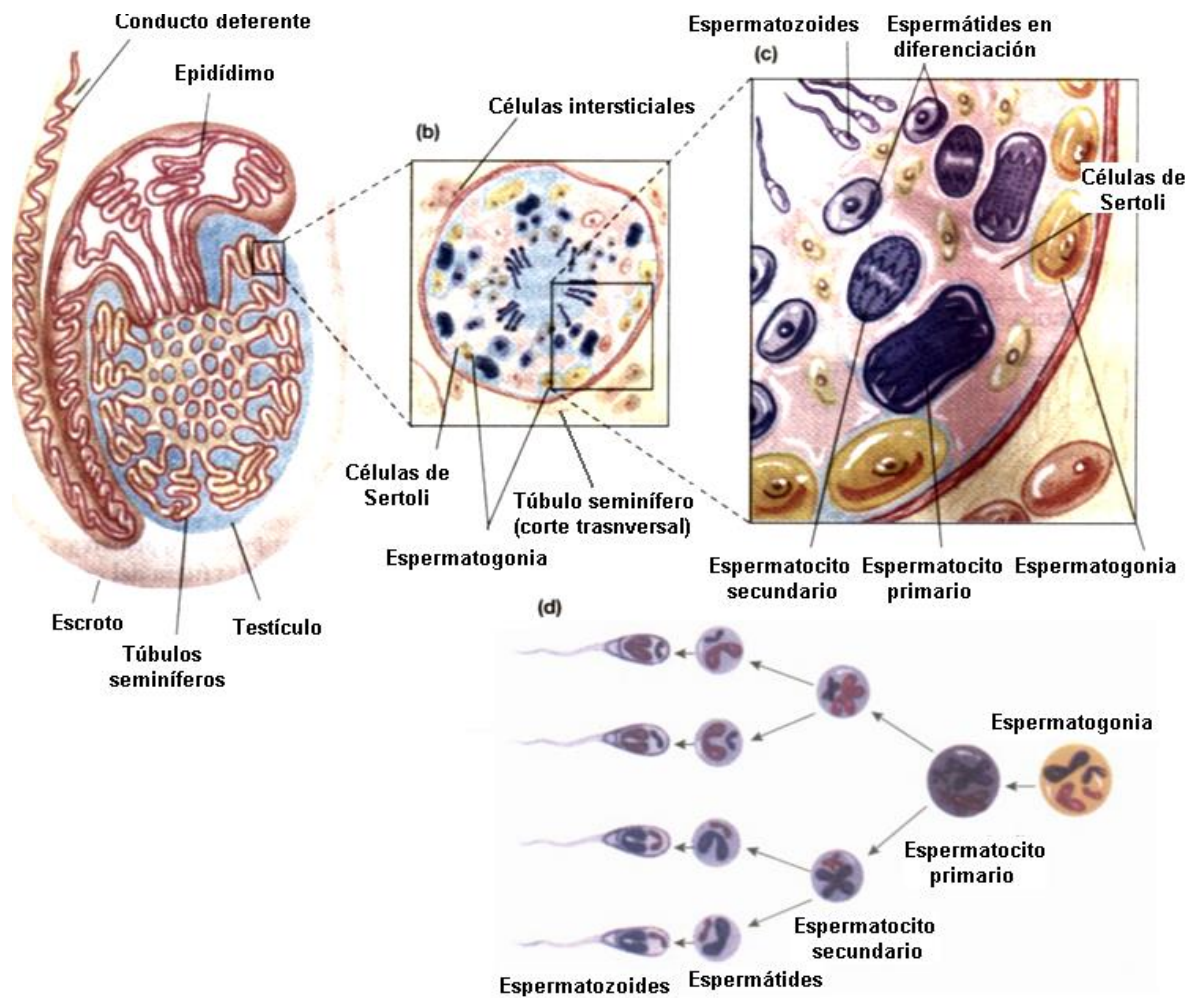 Conducto deferente
Epidídimo
Escroto
Túbulos
seminíferos
Testículo
(b)
Células intersticiales
Células de
Sertoli
Espermatogonia
Túbulo seminífero
(corte trasnversal)
Espermatozoides
Espermátides en
diferenciación
(c)
Células de
Sertoli
Espermatocito
secundario
Espermatocito
primario
Espermatogonia
(d)
Espermatogonia
Espermatocito
primario
Espermatocito
secundario
Espermatozoides
Espermátides